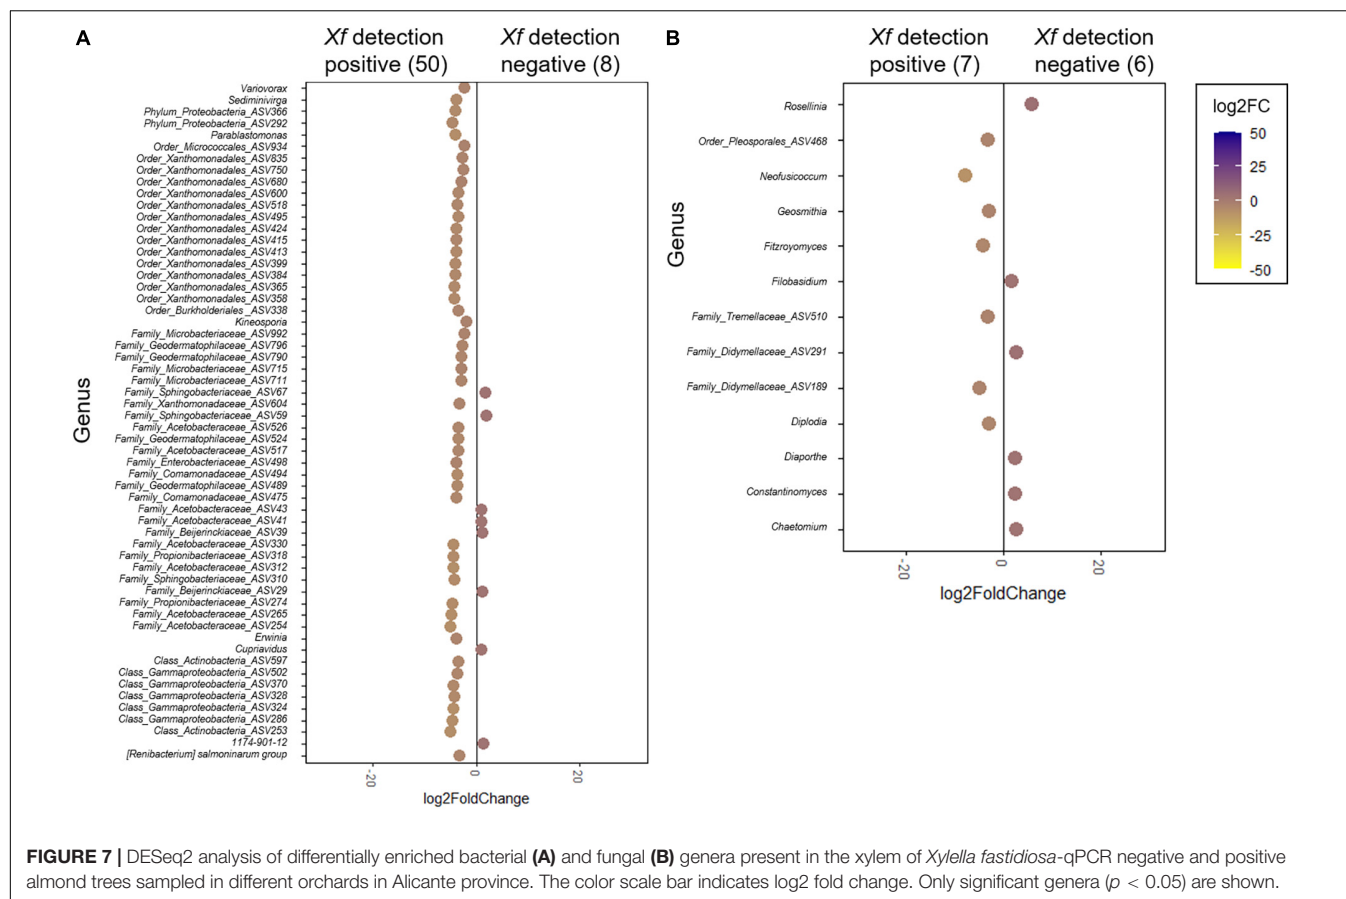 A
Xf detection
positive (50)
Xf detection
negative (8)
Genus
Variovorax
Sediminivirga
Phylum_Proteobacteria_ASV366
Phylum_Proteobacteria_ASV292
Parablastomonas
Order_Micrococcales_ASV934
Order_Xanthomonadales_ASV835
Order_Xanthomonadales_ASV750
Order_Xanthomonadales_ASV680
Order_Xanthomonadales_ASV600
Order_Xanthomonadales_ASV518
Order_Xanthomonadales_ASV495
Order_Xanthomonadales_ASV424
Order_Xanthomonadales_ASV415
Order_Xanthomonadales_ASV413
Order_Xanthomonadales_ASV399
Order_Xanthomonadales_ASV384
Order_Xanthomonadales_ASV365
Order_Xanthomonadales_ASV358
Order_Burkholderiales _ASV338
Kineosporia
Family_Microbacteriaceae_ASV992
Family_Geodermatophilaceae_ASV796
Family_Geodermatophilaceae_ASV790
Family_Microbacteriaceae_ASV715
Family_Microbacteriaceae_ASV711
Family_Sphingobacteriaceae_ASV67
Family_Xanthomonadaceae_ASV604
Family_Sphingobacteriaceae_ASV59
Family_Acetobacteraceae_ASV526
Family_Geodermatophilaceae_ASV524
Family_Acetobacteraceae_ASV517
Family_Enterobacteriaceae_ASV498
Family_Comamonadaceae_ASV494
Family_Geodermatophilaceae_ASV489
Family_Comamonadaceae_ASV475
Family_Acetobacteraceae_ASV43
Family_Acetobacteraceae_ASV41
Family_Beijerinckiaceae_ASV39
Family_Acetobacteraceae_ASV330
Family_Propionibacteriaceae_ASV318
Family_Acetobacteraceae_ASV312
Family_Sphingobacteriaceae_ASV310
Family_Beijerinckiaceae_ASV29
Family_Propionibacteriaceae_ASV274
Family_Acetobacteraceae_ASV265
Family_Acetobacteraceae_ASV254
Erwinia
Cupriavidus
Class_Actinobacteria_ASV597
Class_Gammaproteobacteria_ASV502
Class_Gammaproteobacteria_ASV370
Class_Gammaproteobacteria_ASV328
Class_Gammaproteobacteria_ASV324
Class_Gammaproteobacteria_ASV286
Class_Actinobacteria_ASV253
1174-901-12
[Renibacterium] salmoninarum group
-20 0 20
log2FoldChange
B
Xf detection
positive (7)
Xf detection
negative (6)
Genus
Rosellinia
Order_Pleosporales_ASV468
Neofusicoccum
Geosmithia
Fitzroyomyces
Filobasidium
Family_Tremellaceae_ASV510
Family_Didymellaceae_ASV291
Family_Didymellaceae_ASV189
Diplodia
Diaporthe
Constantinomyces
Chaetomium
-20 0 20
log2FoldChange
log2FC
50
25
0
-25
-50
FIGURE 7 | DESeq2 analysis of differentially enriched bacterial (A) and fungal (B) genera present in the xylem of Xylella fastidiosa-qPCR negative and positive
almond trees sampled in different orchards in Alicante province. The color scale bar indicates log2 fold change. Only significant genera (p < 0.05) are shown.